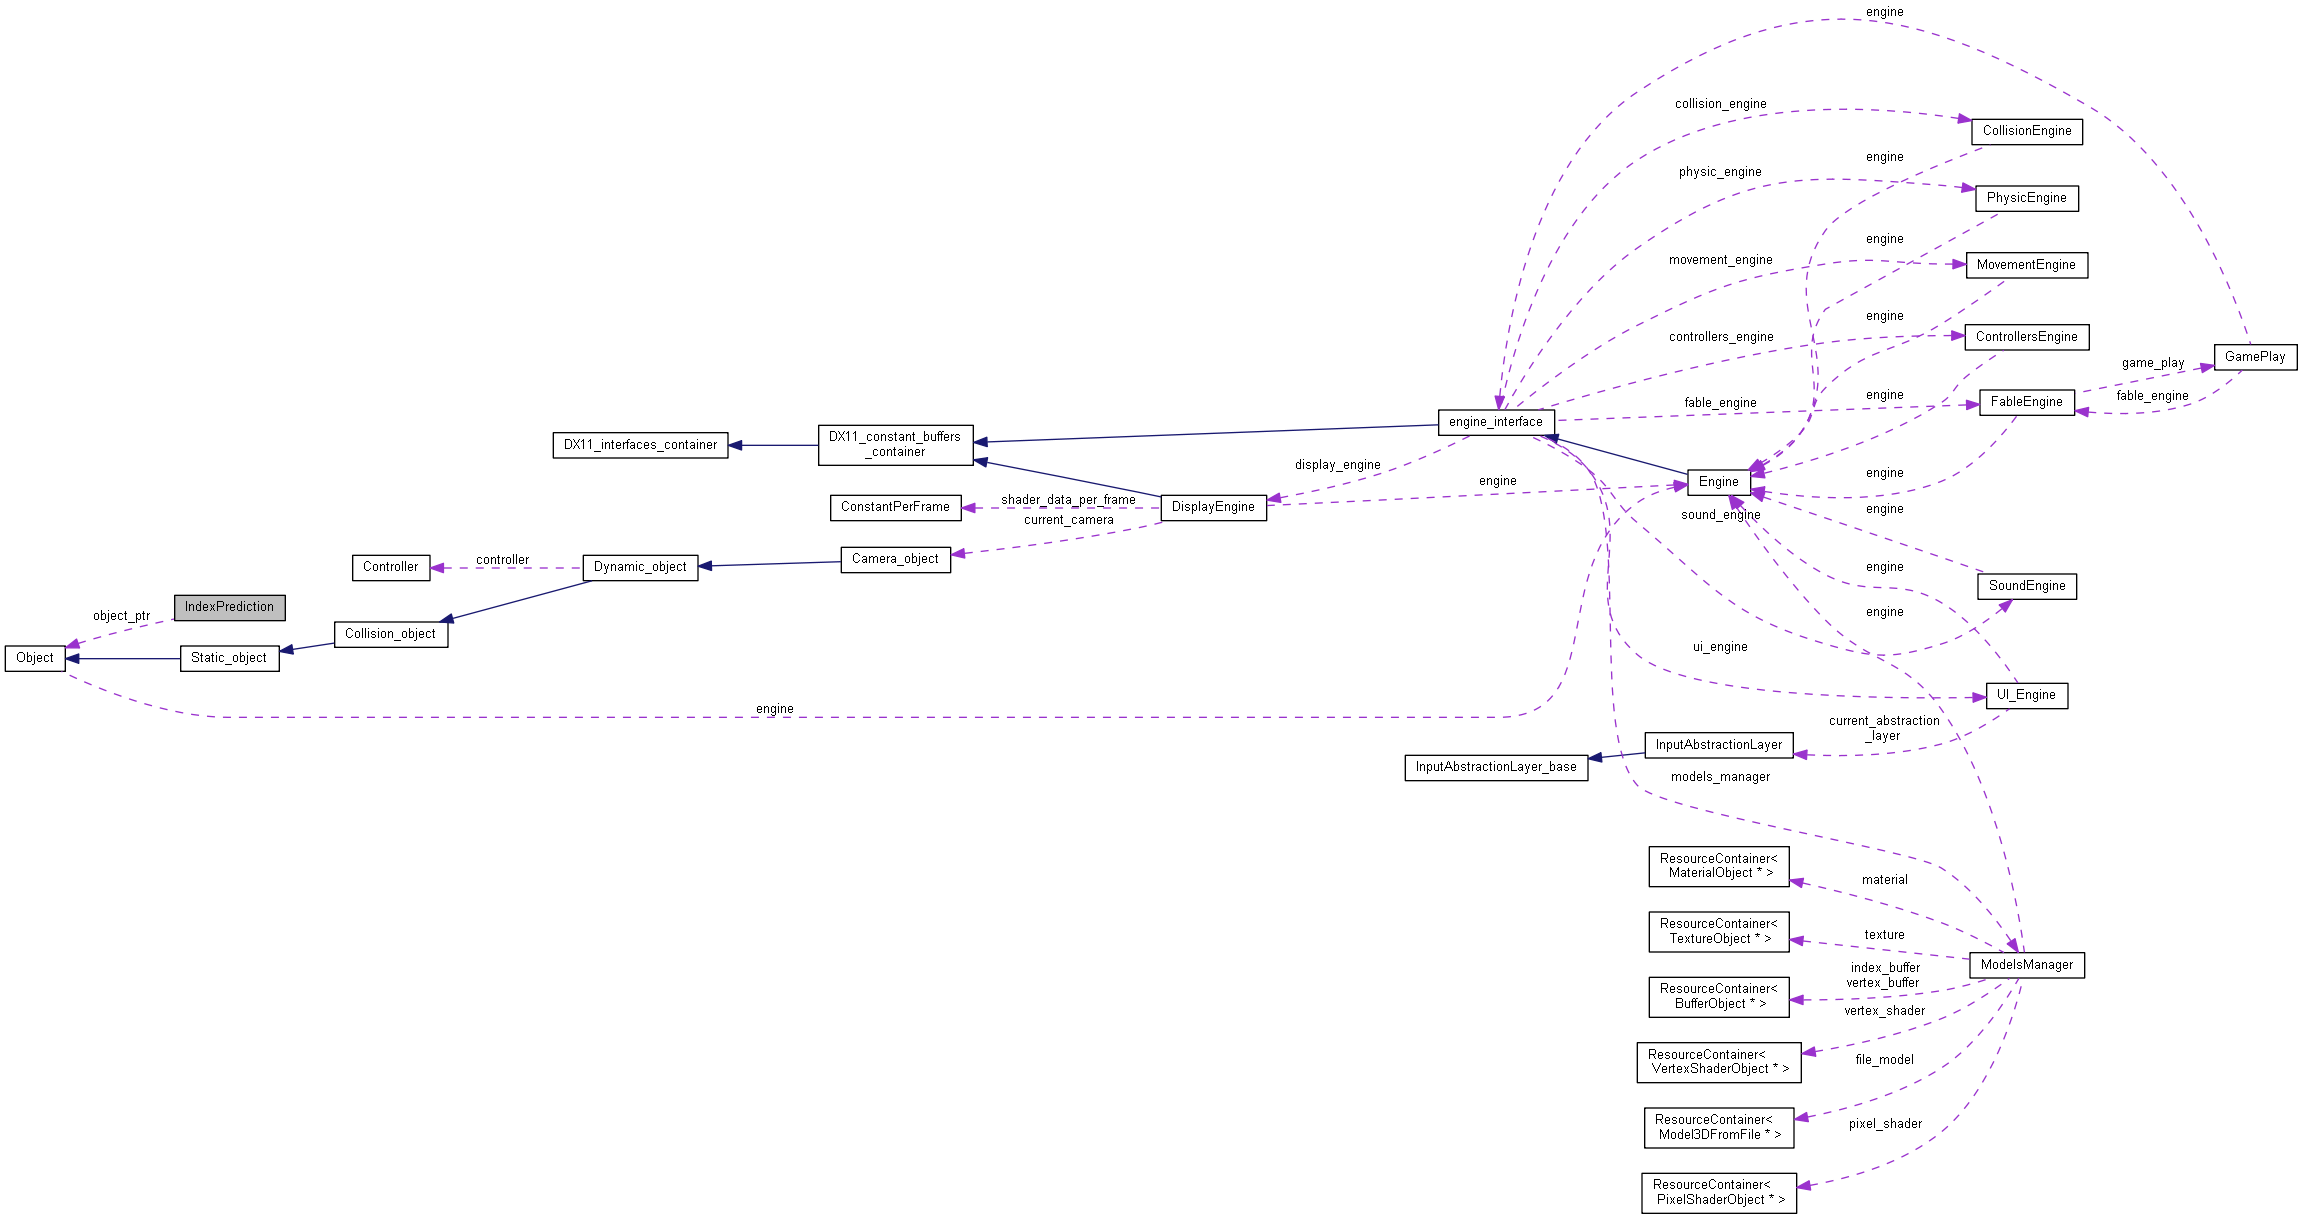 engine
collision_engine
CollisionEngine
engine
physic_engine
PhysicEngine
engine
movement_engine
MovementEngine
engine
controllers_engine
ControllersEngine
GamePlay
game_play
engine
fable_engine
fable_engine
FableEngine
engine_interface
DX11_constant_buffers
_container
DX11_interfaces_container
display_engine
engine
engine
Engine
shader_data_per_frame
ConstantPerFrame
DisplayEngine
engine
sound_engine
current_camera
Camera_object
controller
Controller
Dynamic_object
engine
SoundEngine
IndexPrediction
object_ptr
engine
Collision_object
ui_engine
Object
Static_object
UI_Engine
engine
current_abstraction
_layer
InputAbstractionLayer
InputAbstractionLayer_base
models_manager
ResourceContainer<
MaterialObject * >
material
ResourceContainer<
TextureObject * >
texture
ModelsManager
index_buffer
vertex_buffer
ResourceContainer<
BufferObject * >
vertex_shader
ResourceContainer<
VertexShaderObject * >
file_model
ResourceContainer<
Model3DFromFile * >
pixel_shader
ResourceContainer<
PixelShaderObject * >